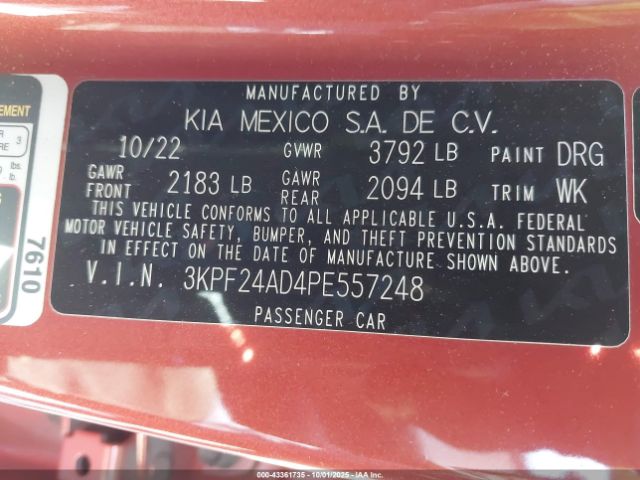 MANUFACTURED BY
KIA MEXICO S.A. DE C.V.
10/22 GVWR 3792 LB PAINT DRG
GAWR FRONT 2183 LB GAWR REAR 2094 LB TRIM WK
THIS VEHICLE CONFORMS TO ALL APPLICABLE U.S.A. FEDERAL
MOTOR VEHICLE SAFETY, BUMPER, AND THEFT PREVENTION STANDARDS
IN EFFECT ON THE DATE OF MANUFACTURE SHOWN ABOVE.
V.I.N. 3KPF24AD4PE557248
PASSENGER CAR
7610
000-43361735 - 10/01/2025 - IAAI.COM